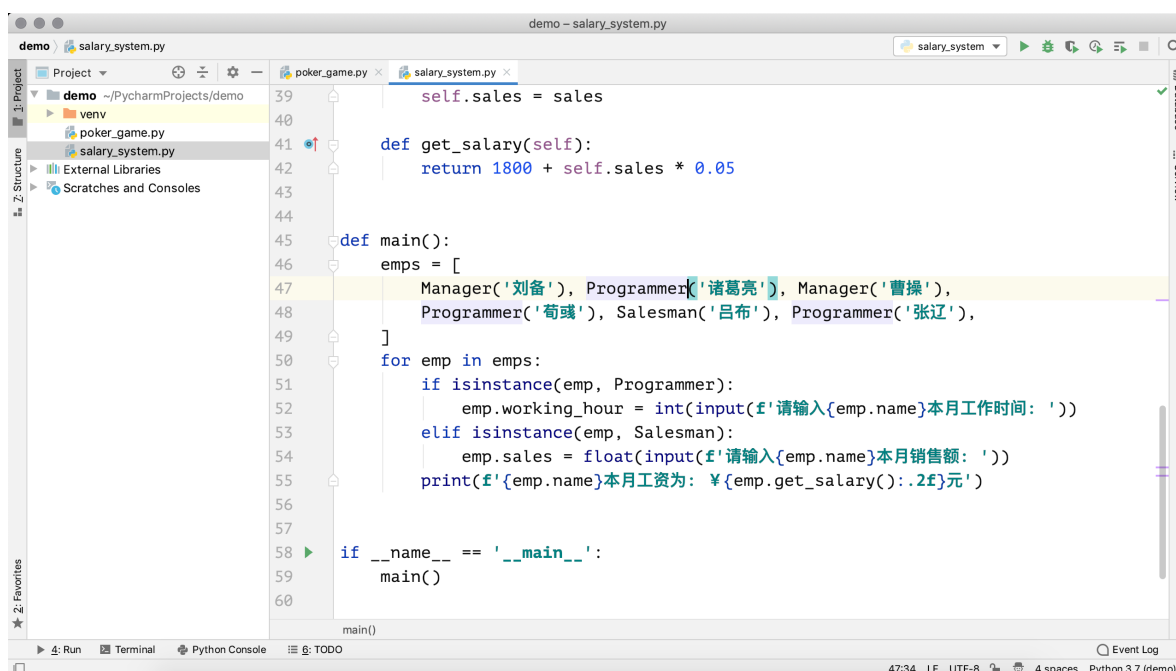 demo – salary_system.py
demo salary_system.py
salary_system
1: Project
Project
poker_game.py
salary_system.py
demo ~/PycharmProjects/demo
venv
poker_game.py
salary_system.py
External Libraries
Scratches and Consoles
Z: Structure
2: Favorites
39 self.sales = sales
40
41 def get_salary(self):
42 return 1800 + self.sales * 0.05
43
44
45 def main():
46 emps = [
47 Manager('刘备'), Programmer('诸葛亮'), Manager('曹操'),
48 Programmer('荀彧'), Salesman('吕布'), Programmer('张辽'),
49 ]
50 for emp in emps:
51 if isinstance(emp, Programmer):
52 emp.working_hour = int(input(f'请输入{emp.name}本月工作时间: '))
53 elif isinstance(emp, Salesman):
54 emp.sales = float(input(f'请输入{emp.name}本月销售额: '))
55 print(f'{emp.name}本月工资为: ¥{emp.get_salary():.2f}元')
56
57
58 if __name__ == '__main__':
59 main()
60
main()
4: Run Terminal Python Console 6: TODO Event Log
47:34 LF UTF-8 4 spaces Python 3.7 (demo)